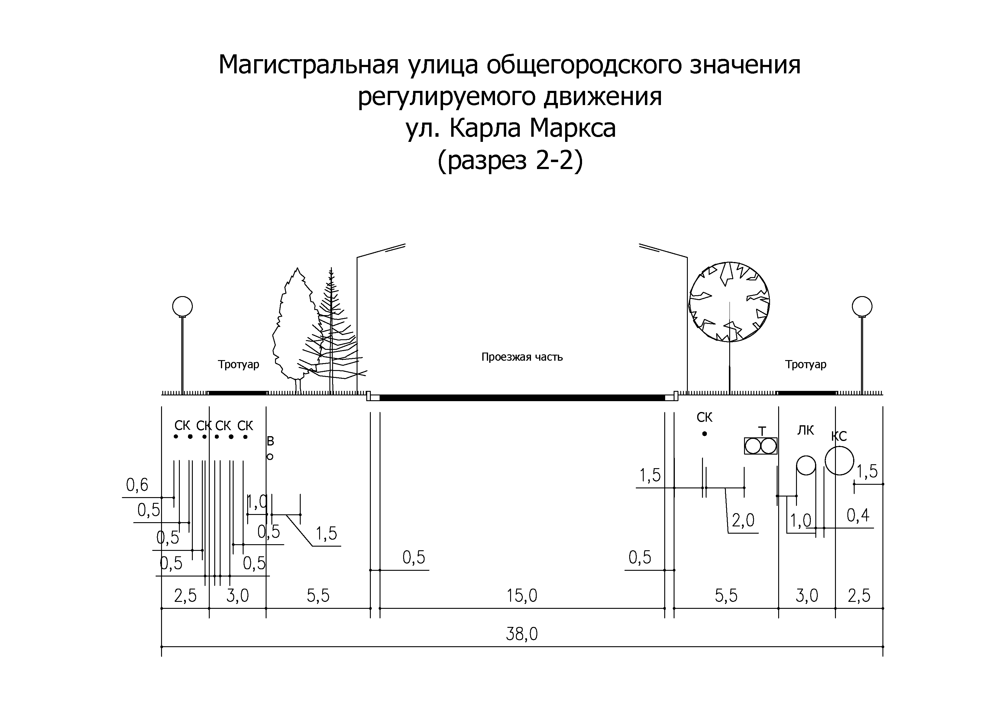 Магистральная улица общегородского значения
регулируемого движения
ул. Карла Маркса
(разрез 2-2)
Тротуар
Проезжая часть
Тротуар
СК СК СК СК
В
СК
Т
ЛК
КС
0,6
0,5
0,5
0,5
1,0
0,5
0,5
1,5
0,5
0,5
1,5
2,0
1,0
0,4
1,5
2,5 3,0 5,5 15,0 5,5 3,0 2,5
38,0